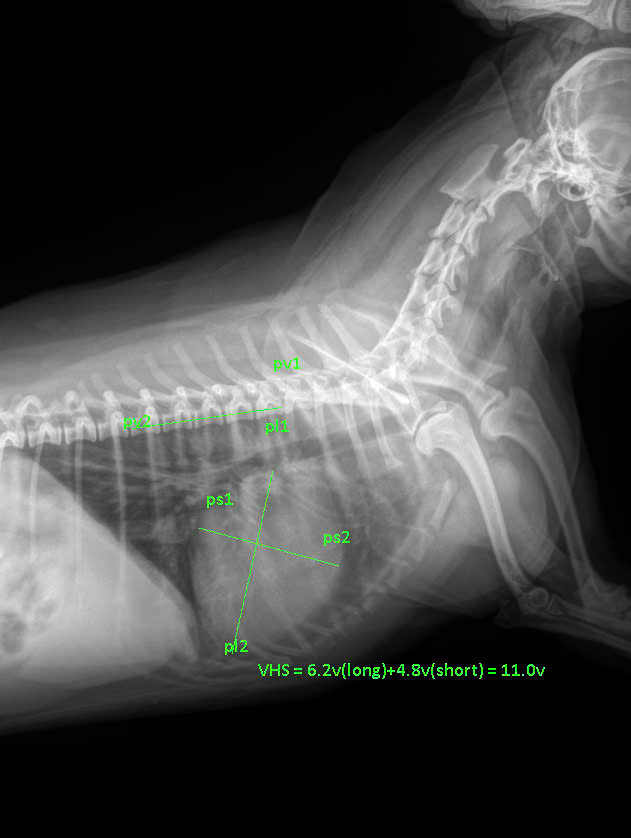 pv1
pv2
pl1
ps1
ps2
pl2
VHS = 6.2v(long)+4.8v(short) = 11.0v